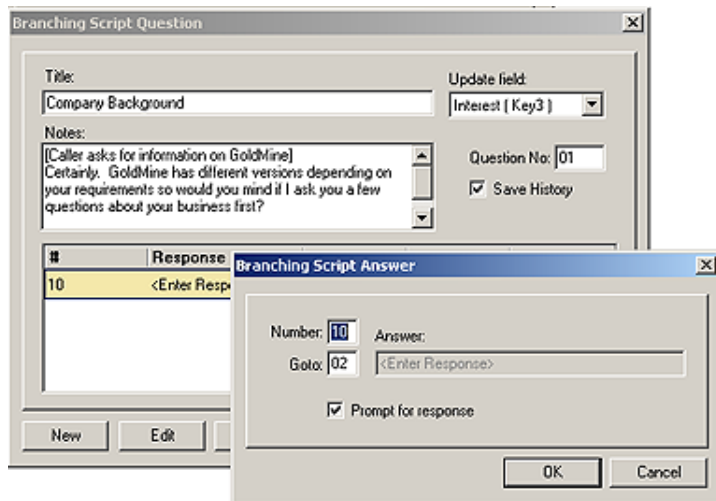 Branching Script Question
Title:
Company Background
Update field:
Interest ( Key3 )
Notes:
[Caller asks for information on GoldMine]
Certainly.  GoldMine has different versions depending on
your requirements so would you mind if I ask you a few
questions about your business first?
Question No: 01
Save History
# Response
10 <Enter Resp
Branching Script Answer
Number: 10 Answer:
Goto: 02 <Enter Response>
Prompt for response
New Edit
OK Cancel